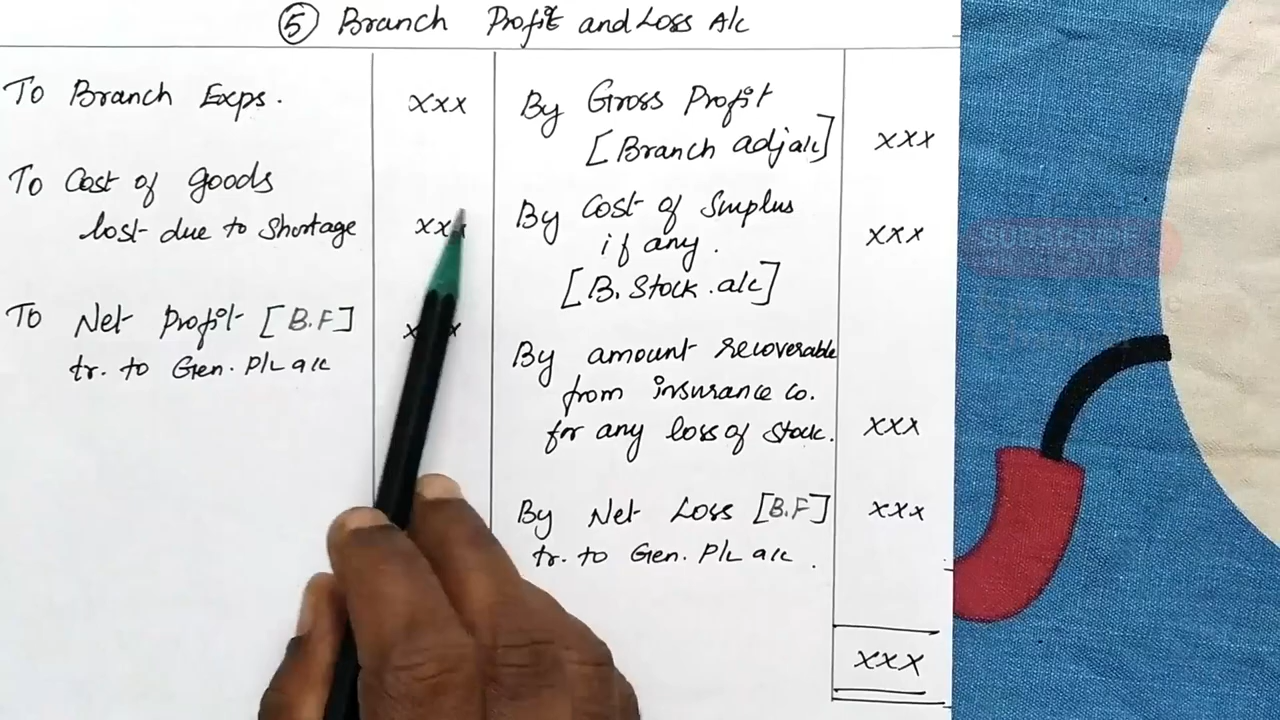 ⑤ Branch Profit and Loss A/c
To Branch Exps. xxx
To Cost of goods
lost due to Shortage xxx
To Net Profit [B.F] xxx
tr. to Gen. P/L a/c
By Gross Profit
[Branch adj a/c] xxx
By Cost of Surplus
if any. xxx
[B. Stock. a/c]
By amount recoverable
from insurance co.
for any loss of stock. xxx
By Net Loss [B.F] xxx
tr. to Gen. P/L a/c.
xxx
SUBSCRIBE